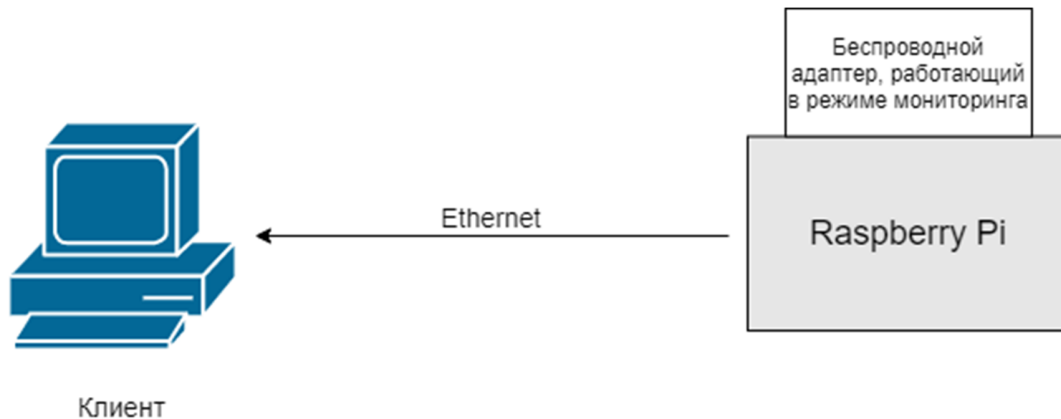 Беспроводной
адаптер, работающий
в режиме мониторинга
Ethernet
Raspberry Pi
Клиент